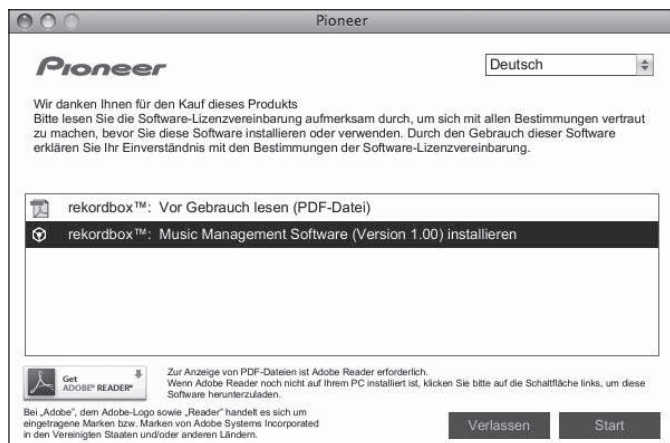 Pioneer
Pioneer
Deutsch
Wir danken Ihnen für den Kauf dieses Produkts
Bitte lesen Sie die Software-Lizenzvereinbarung aufmerksam durch, um sich mit allen Bestimmungen vertraut
zu machen, bevor Sie diese Software installieren oder verwenden. Durch den Gebrauch dieser Software
erklären Sie Ihr Einverständnis mit den Bestimmungen der Software-Lizenzvereinbarung.
rekordbox™: Vor Gebrauch lesen (PDF-Datei)
rekordbox™: Music Management Software (Version 1.00) installieren
Get
ADOBE® READER®
Zur Anzeige von PDF-Dateien ist Adobe Reader erforderlich.
Wenn Adobe Reader noch nicht auf Ihrem PC installiert ist, klicken Sie bitte auf die Schaltfläche links, um diese
Software herunterzuladen.
Bei „Adobe", dem Adobe-Logo sowie „Reader" handelt es sich um
eingetragene Marken bzw. Marken von Adobe Systems Incorporated
in den Vereinigten Staaten und/oder anderen Ländern.
Verlassen
Start